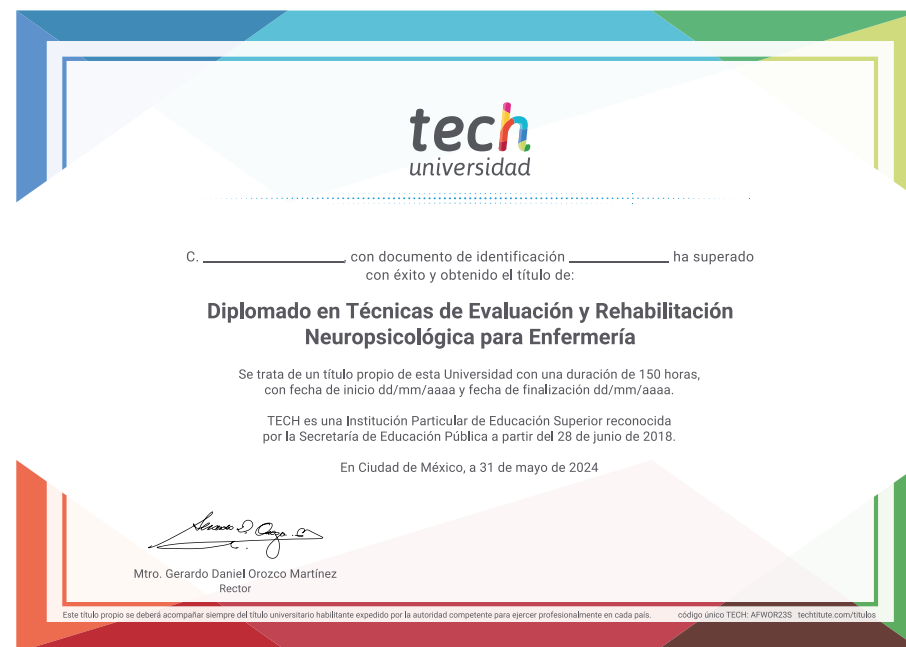 tech
universidad
C. ____________, con documento de identificación ____________ ha superado
con éxito y obtenido el título de:
Diplomado en Técnicas de Evaluación y Rehabilitación
Neuropsicológica para Enfermería
Se trata de un título propio de esta Universidad con una duración de 150 horas,
con fecha de inicio dd/mm/aaaa y fecha de finalización dd/mm/aaaa.
TECH es una Institución Particular de Educación Superior reconocida
por la Secretaría de Educación Pública a partir del 28 de junio de 2018.
En Ciudad de México, a 31 de mayo de 2024
Mtro. Gerardo Daniel Orozco Martínez
Rector
Este título propio se deberá acompañar siempre del título universitario habilitante expedido por la autoridad competente para ejercer profesionalmente en cada país. código único TECH: AFWOR23S techtitute.com/titulos